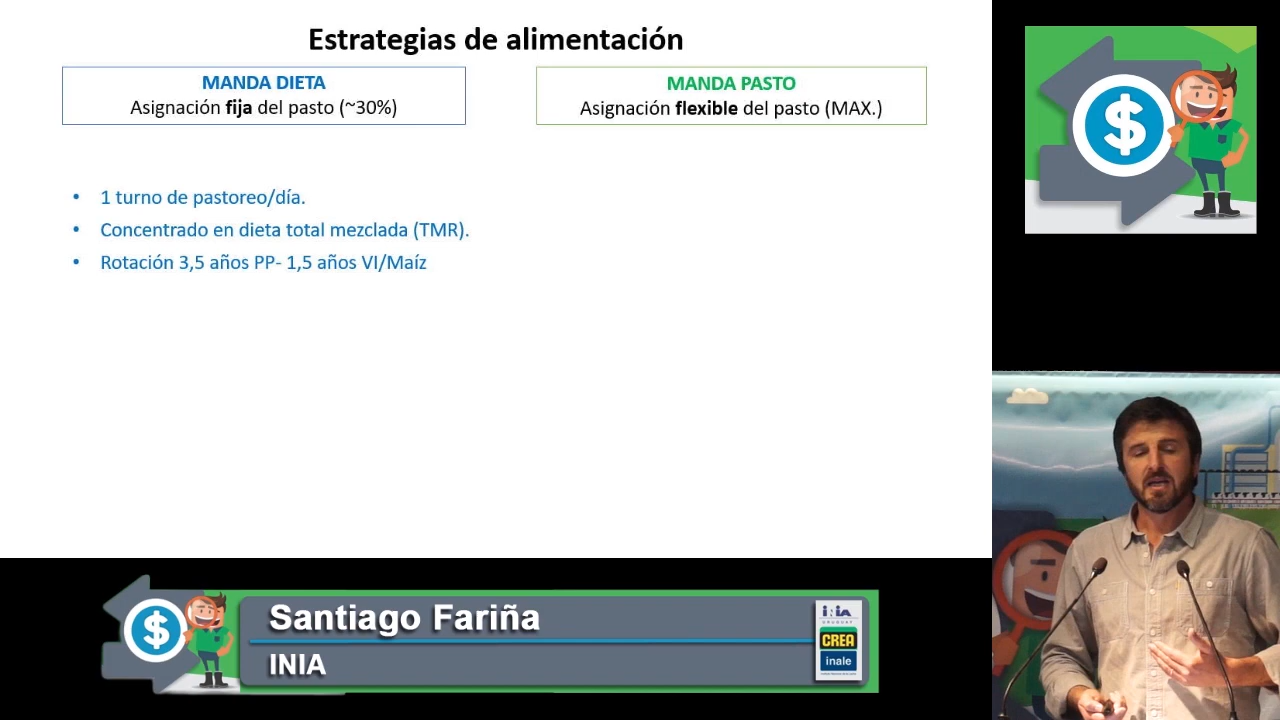 Estrategias de alimentación
MANDA DIETA
Asignación fija del pasto (~30%)
MANDA PASTO
Asignación flexible del pasto (MAX.)
• 1 turno de pastoreo/día.
• Concentrado en dieta total mezclada (TMR).
• Rotación 3,5 años PP- 1,5 años VI/Maíz
$
$
Santiago Fariña
INIA
inia
URUGUAY
CREA
inale